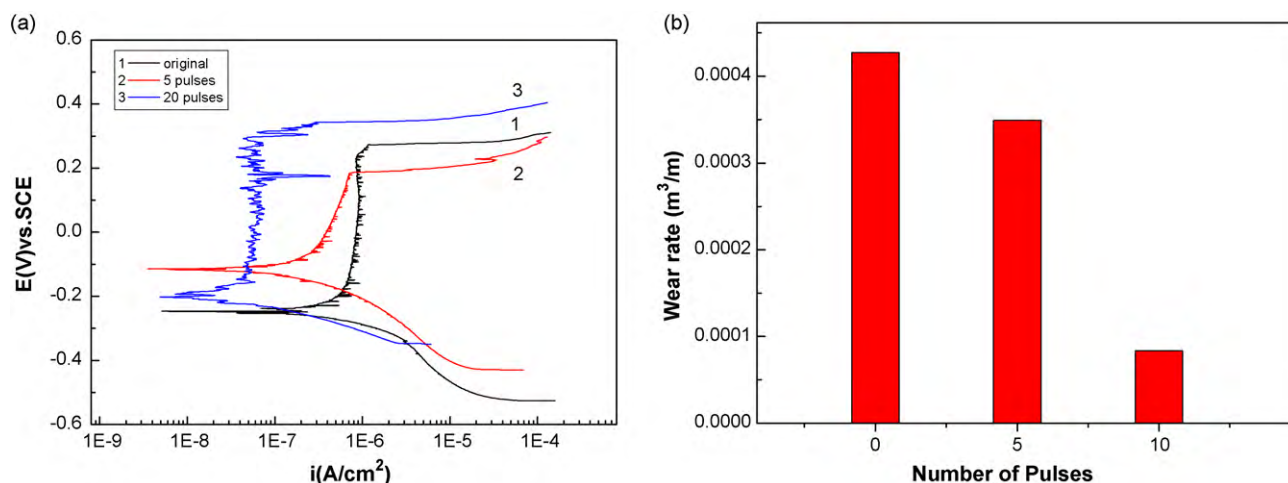 (a)
0.6
0.4
0.2
0.0
-0.2
-0.4
-0.6
E(V)vs.SCE
1 original
2 5 pulses
3 20 pulses
3
1
2
1E-9 1E-8 1E-7 1E-6 1E-5 1E-4
i(A/cm²)
(b)
0.0004
0.0003
0.0002
0.0001
0.0000
Wear rate (m³/m)
0 5 10
Number of Pulses